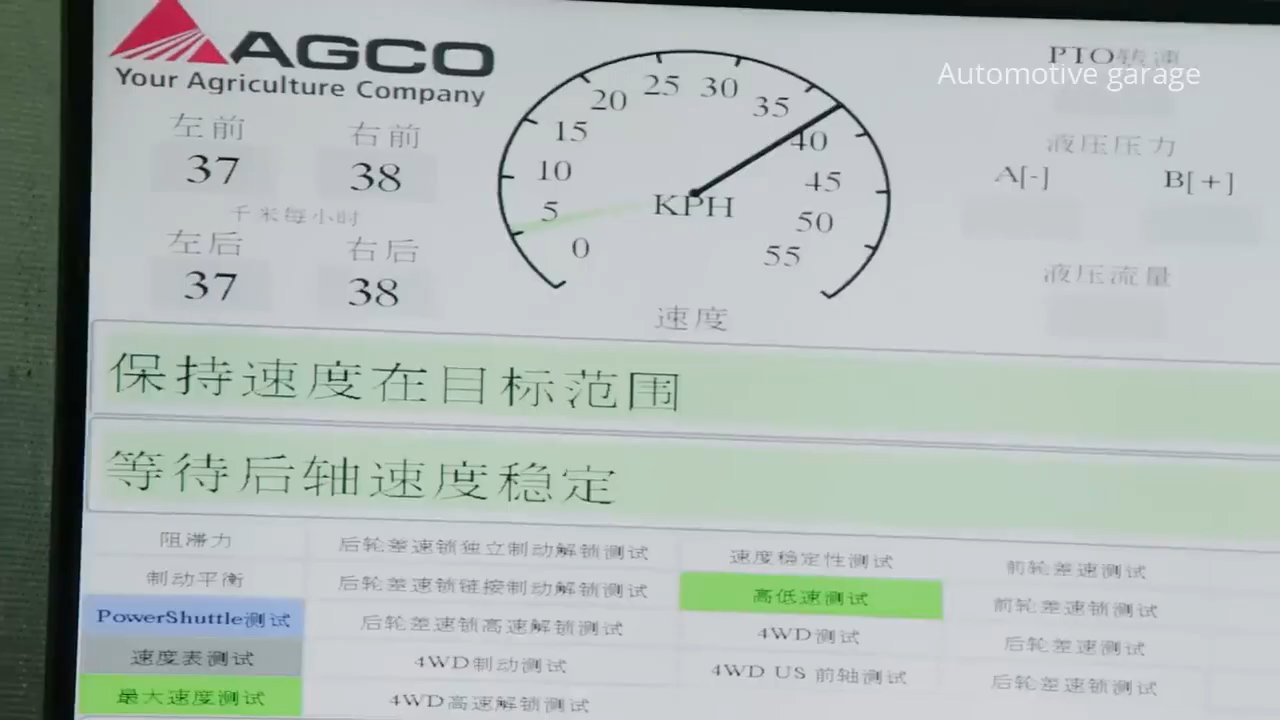 AGCO
Your Agriculture Company
左前
右前
37
38
千米每小时
左后
右后
37
38
0
5
10
15
20
25
30
35
40
45
50
55
KPH
速度
PTO转速
Automotive garage
液压压力
A[-]
B[+]
液压流量
保持速度在目标范围
等待后轴速度稳定
阻滞力
后轮差速锁独立制动解锁测试
速度稳定性测试
前轮差速测试
制动平衡
后轮差速锁链接制动解锁测试
高低速测试
前轮差速锁测试
PowerShuttle测试
后轮差速锁高速解锁测试
4WD测试
后轮差速测试
速度表测试
4WD制动测试
4WD US 前轴测试
后轮差速锁测试
最大速度测试
4WD高速解锁测试